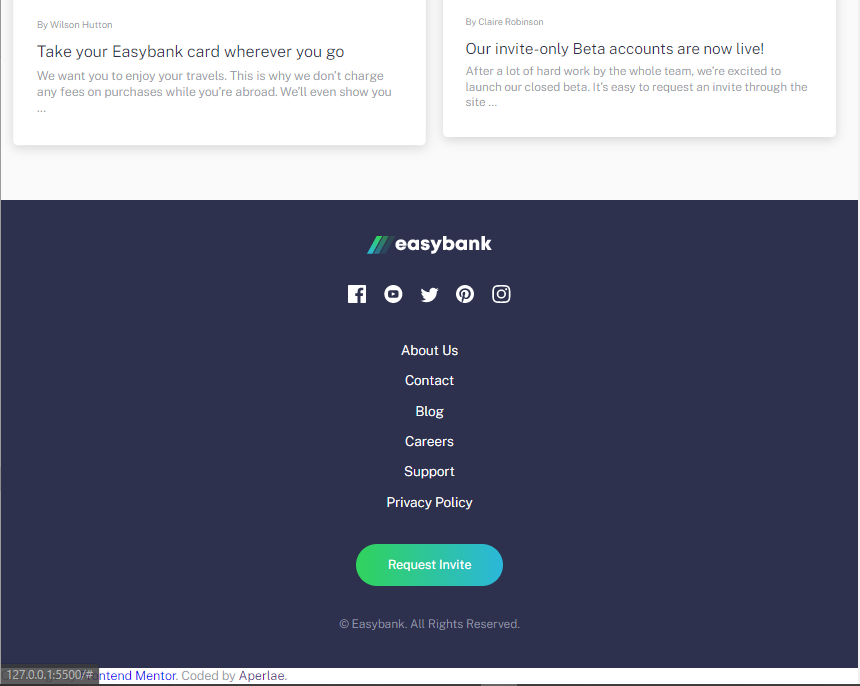 By Wilson Hutton
Take your Easybank card wherever you go
We want you to enjoy your travels. This is why we don't charge
any fees on purchases while you're abroad. We'll even show you
...
By Claire Robinson
Our invite-only Beta accounts are now live!
After a lot of hard work by the whole team, we're excited to
launch our closed beta. It's easy to request an invite through the
site ...
easybank
About Us
Contact
Blog
Careers
Support
Privacy Policy
Request Invite
© Easybank. All Rights Reserved.
127.0.0.1:5500/# ontend Mentor. Coded by Aperlae.